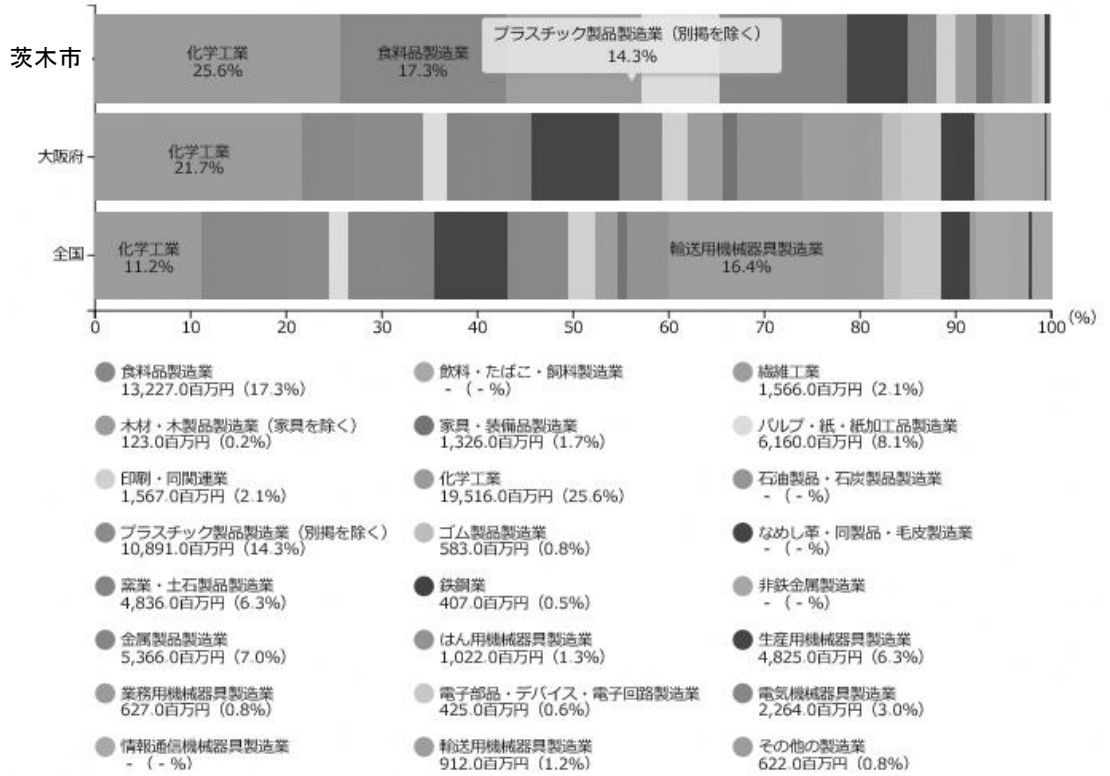 プラスチック製品製造業（別掲を除く）
14.3%
茨木市
化学工業
25.6%
食料品製造業
17.3%
大阪府
化学工業
21.7%
全国
化学工業
11.2%
輸送用機械器具製造業
16.4%
0 10 20 30 40 50 60 70 80 90 100 (%)
食料品製造業
13,227.0百万円（17.3%）
飲料・たばこ・飼料製造業
-（ - %）
繊維工業
1,566.0百万円（2.1%）
木材・木製品製造業（家具を除く）
123.0百万円（0.2%）
家具・装備品製造業
1,326.0百万円（1.7%）
パルプ・紙・紙加工品製造業
6,160.0百万円（8.1%）
印刷・同関連業
1,567.0百万円（2.1%）
化学工業
19,516.0百万円（25.6%）
石油製品・石炭製品製造業
-（ - %）
プラスチック製品製造業（別掲を除く）
10,891.0百万円（14.3%）
ゴム製品製造業
583.0百万円（0.8%）
なめし革・同製品・毛皮製造業
-（ - %）
窯業・土石製品製造業
4,836.0百万円（6.3%）
鉄鋼業
407.0百万円（0.5%）
非鉄金属製造業
-（ - %）
金属製品製造業
5,366.0百万円（7.0%）
はん用機械器具製造業
1,022.0百万円（1.3%）
生産用機械器具製造業
4,825.0百万円（6.3%）
業務用機械器具製造業
627.0百万円（0.8%）
電子部品・デバイス・電子回路製造業
425.0百万円（0.6%）
電気機械器具製造業
2,264.0百万円（3.0%）
情報通信機械器具製造業
-（ - %）
輸送用機械器具製造業
912.0百万円（1.2%）
その他の製造業
622.0百万円（0.8%）